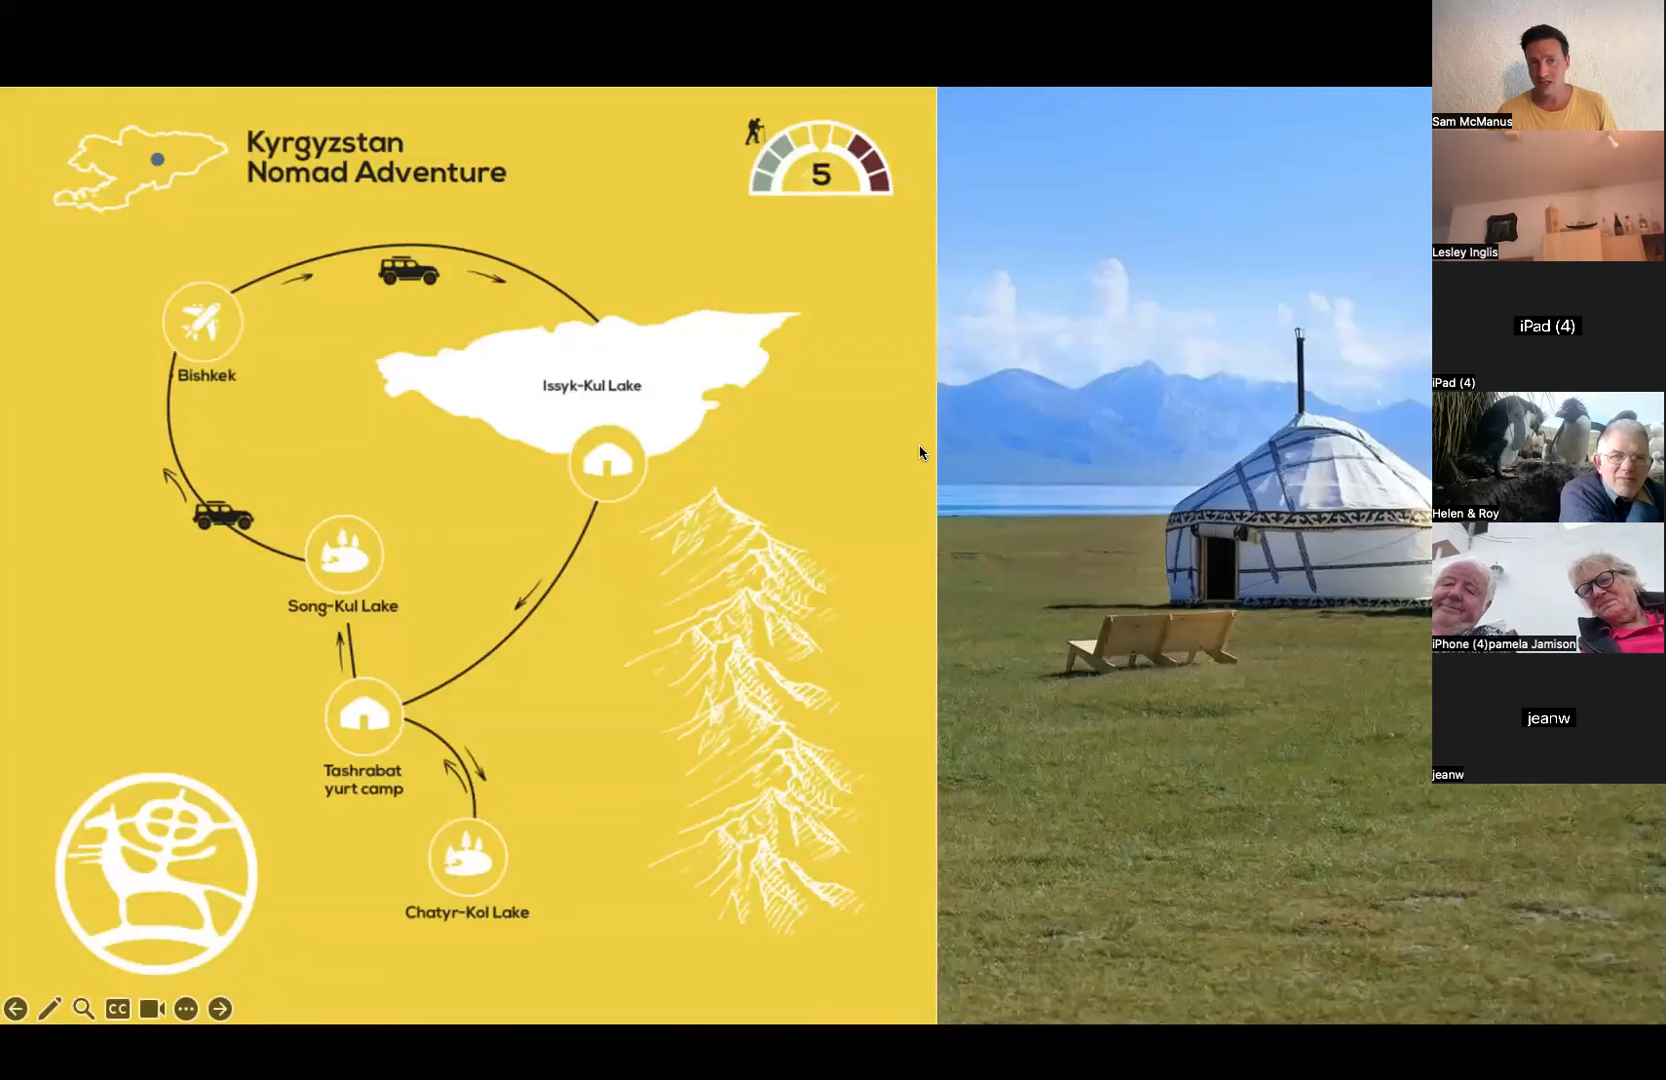 Kyrgyzstan
Nomad Adventure
5
Bishkek
Issyk-Kul Lake
Song-Kul Lake
Tashrabat
yurt camp
Chatyr-Kol Lake
CC
Sam McManus
Lesley Inglis
iPad (4)
iPad (4)
Helen & Roy
iPhone (4)pamela Jamison
jeanw
jeanw